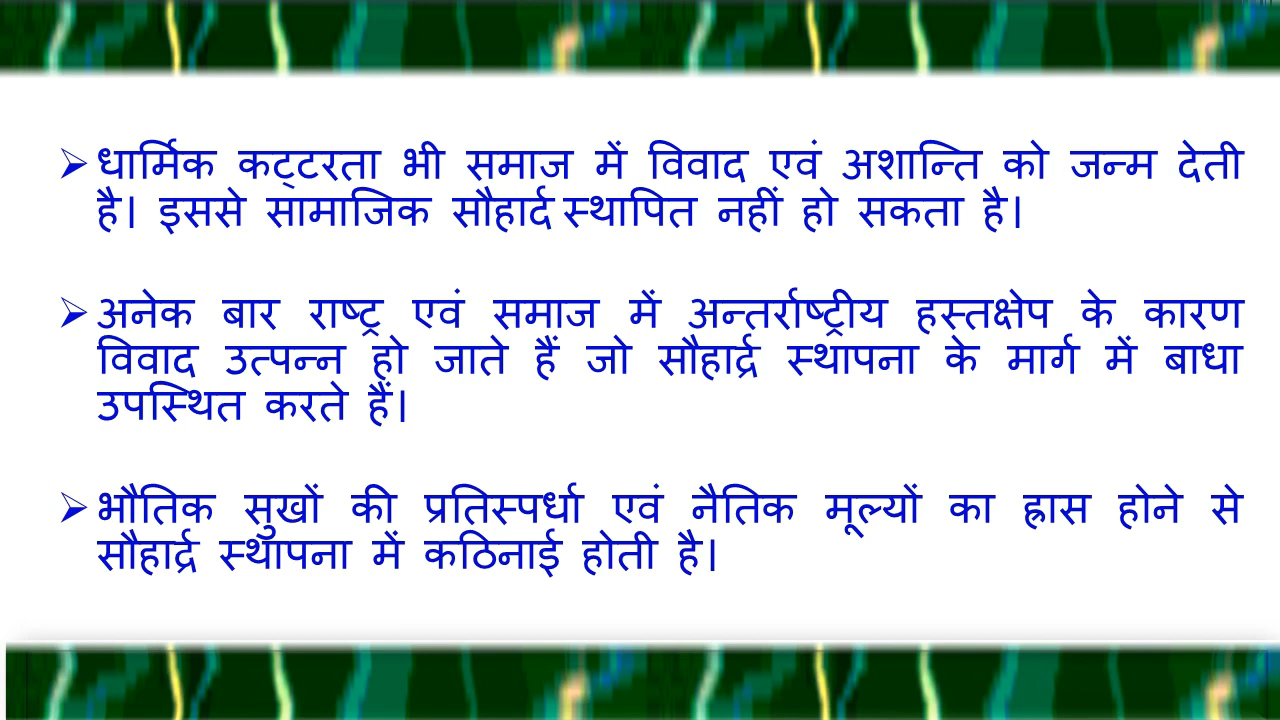 ➢ धार्मिक कट्टरता भी समाज में विवाद एवं अशान्ति को जन्म देती
है। इससे सामाजिक सौहार्द स्थापित नहीं हो सकता है।
➢ अनेक बार राष्ट्र एवं समाज में अन्तर्राष्ट्रीय हस्तक्षेप के कारण
विवाद उत्पन्न हो जाते हैं जो सौहार्द्र स्थापना के मार्ग में बाधा
उपस्थित करते हैं।
➢ भौतिक सुखों की प्रतिस्पर्धा एवं नैतिक मूल्यों का ह्रास होने से
सौहार्द्र स्थापना में कठिनाई होती है।